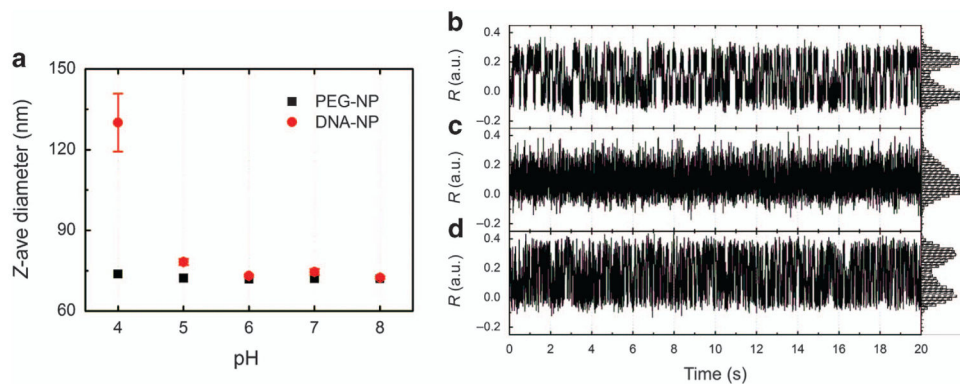 a
150
120
90
60
Z-ave diameter (nm)
PEG-NP
DNA-NP
4 5 6 7 8
pH
b
0.4
0.2
0.0
–0.2
R (a.u.)
c
0.4
0.2
0.0
–0.2
R (a.u.)
d
0.4
0.2
0.0
–0.2
R (a.u.)
0 2 4 6 8 10 12 14 16 18 20
Time (s)